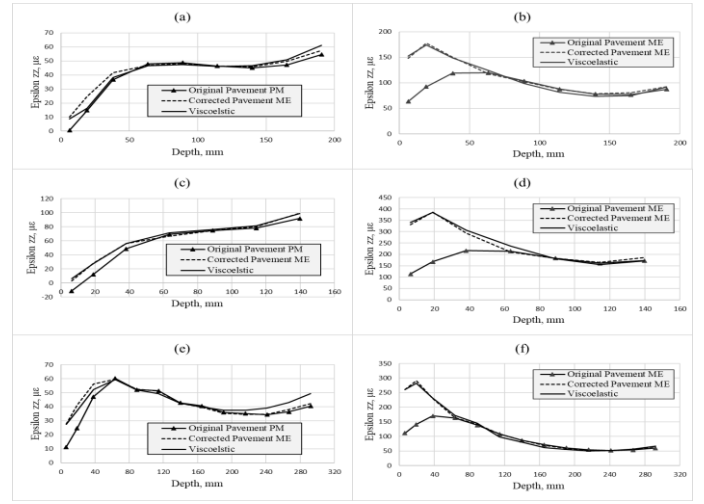 (a)
Epsilon zz, µε
70
60
50
40
30
20
10
0
Original Pavement PM
Corrected Pavement ME
Viscoelastic
0 50 100 150 200
Depth, mm
(b)
Epsilon zz, µε
200
150
100
50
0
Original Pavement ME
Corrected Pavement ME
Viscoelastic
0 50 100 150 200
Depth, mm
(c)
Epsilon zz, µε
120
100
80
60
40
20
0
-20
Original Pavement PM
Corrected Pavement ME
Viscoelastic
0 20 40 60 80 100 120 140 160
Depth, mm
(d)
Epsilon zz, µε
450
400
350
300
250
200
150
100
50
0
Original Pavement ME
Corrected Pavement ME
Viscoelastic
0 20 40 60 80 100 120 140 160
Depth, mm
(e)
Epsilon zz, µε
70
60
50
40
30
20
10
0
Original Pavement PM
Corrected Pavement ME
Viscoelastic
0 40 80 120 160 200 240 280 320
Depth, mm
(f)
Epsilon zz, µε
350
300
250
200
150
100
50
0
Original Pavement ME
Corrected Pavement ME
Viscoelastic
0 40 80 120 160 200 240 280 320
Depth, mm